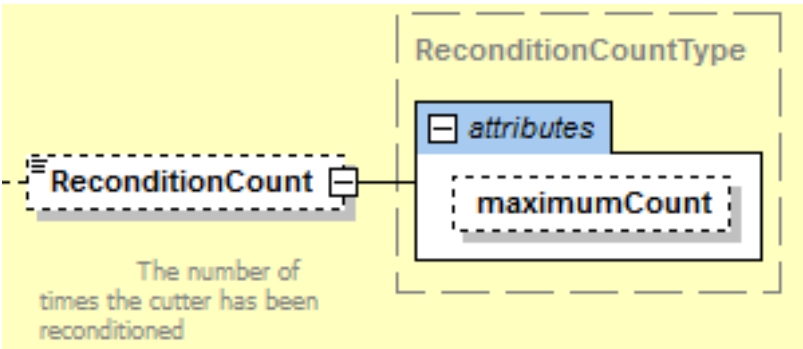 ReconditionCountType
attributes
ReconditionCount
maximumCount
The number of
times the cutter has been
reconditioned